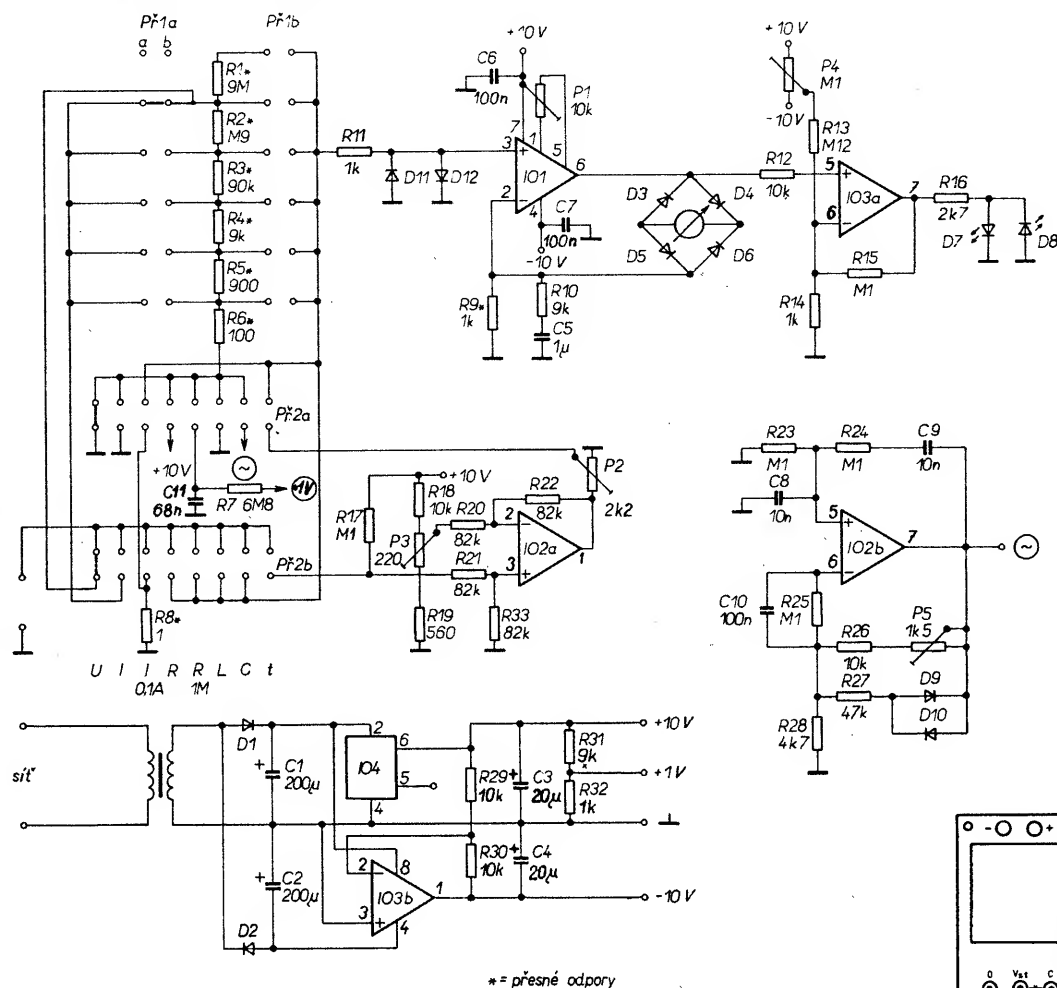 Př1a
a b
Př1b
R1*
9M
R2*
M9
R3*
90k
R4*
9k
R5*
900
R6*
100
Př2a
+10V
C11
68n
R7 6M8
~
+1V
Př2b
R8*
1
U I I R R L C t
0,1A 1M
R11
1k
D11 D12
C6
100n
+10V
P1
10k
7 1 5
3 + 6
IO1
2 −
4
C7
100n
-10V
R9*
1k
R10
9k
C5
1µ
D3 D4
D5 D6
R12
10k
+10V
P4
M1
-10V
R13
M12
5 +
7
IO3a
6 −
R15
M1
R14
1k
R16
2k7
D7 D8
+10V
R17
M1
R18
10k
P3
220
R19
560
R20
82k
R21
82k
R22
82k
R33
82k
2 −
IO2a
3 +
1
P2
2k2
R23
M1
R24
M1
C9
10n
C8
10n
5 +
7
IO2b
6 −
~
C10
100n
R25
M1
R26
10k
P5
1k5
R27
47k
D9
D10
R28
4k7
síť
D1
+ C1
200µ
+ C2
200µ
D2
2
IO4
6
5
4
R29
10k
R30
10k
+ C3
20µ
+ C4
20µ
R31
9k
*
R32
1k
+10V
+1V
⊥
-10V
2 −
8
IO3b
1
3 +
4
* = přesné odpory
- +
0 Vst C